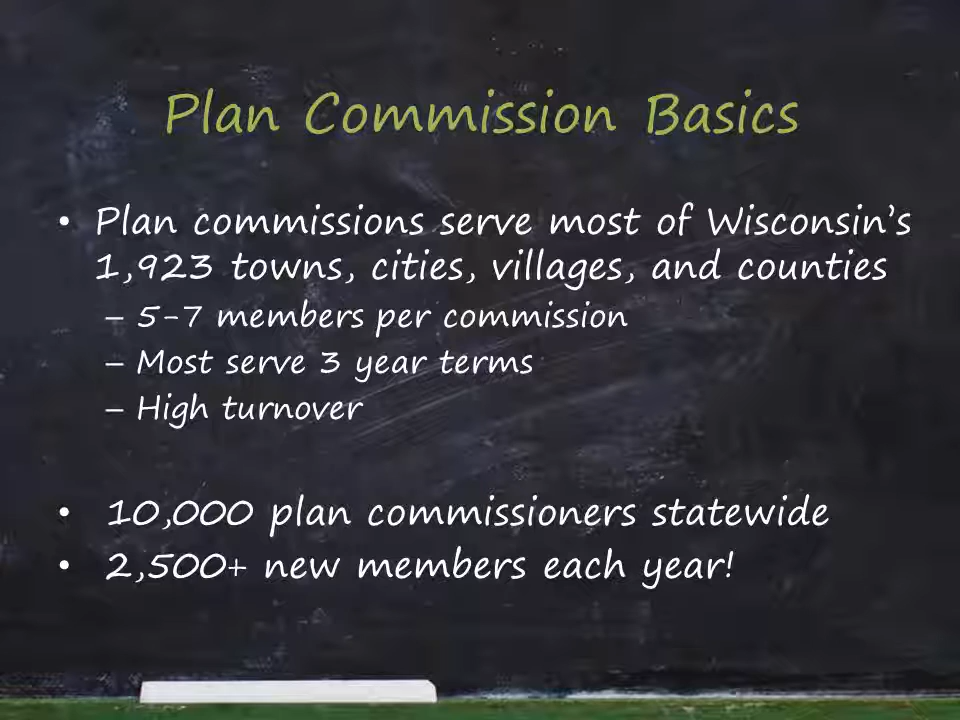 Plan Commission Basics
• Plan commissions serve most of Wisconsin's
1,923 towns, cities, villages, and counties
– 5-7 members per commission
– Most serve 3 year terms
– High turnover
• 10,000 plan commissioners statewide
• 2,500+ new members each year!